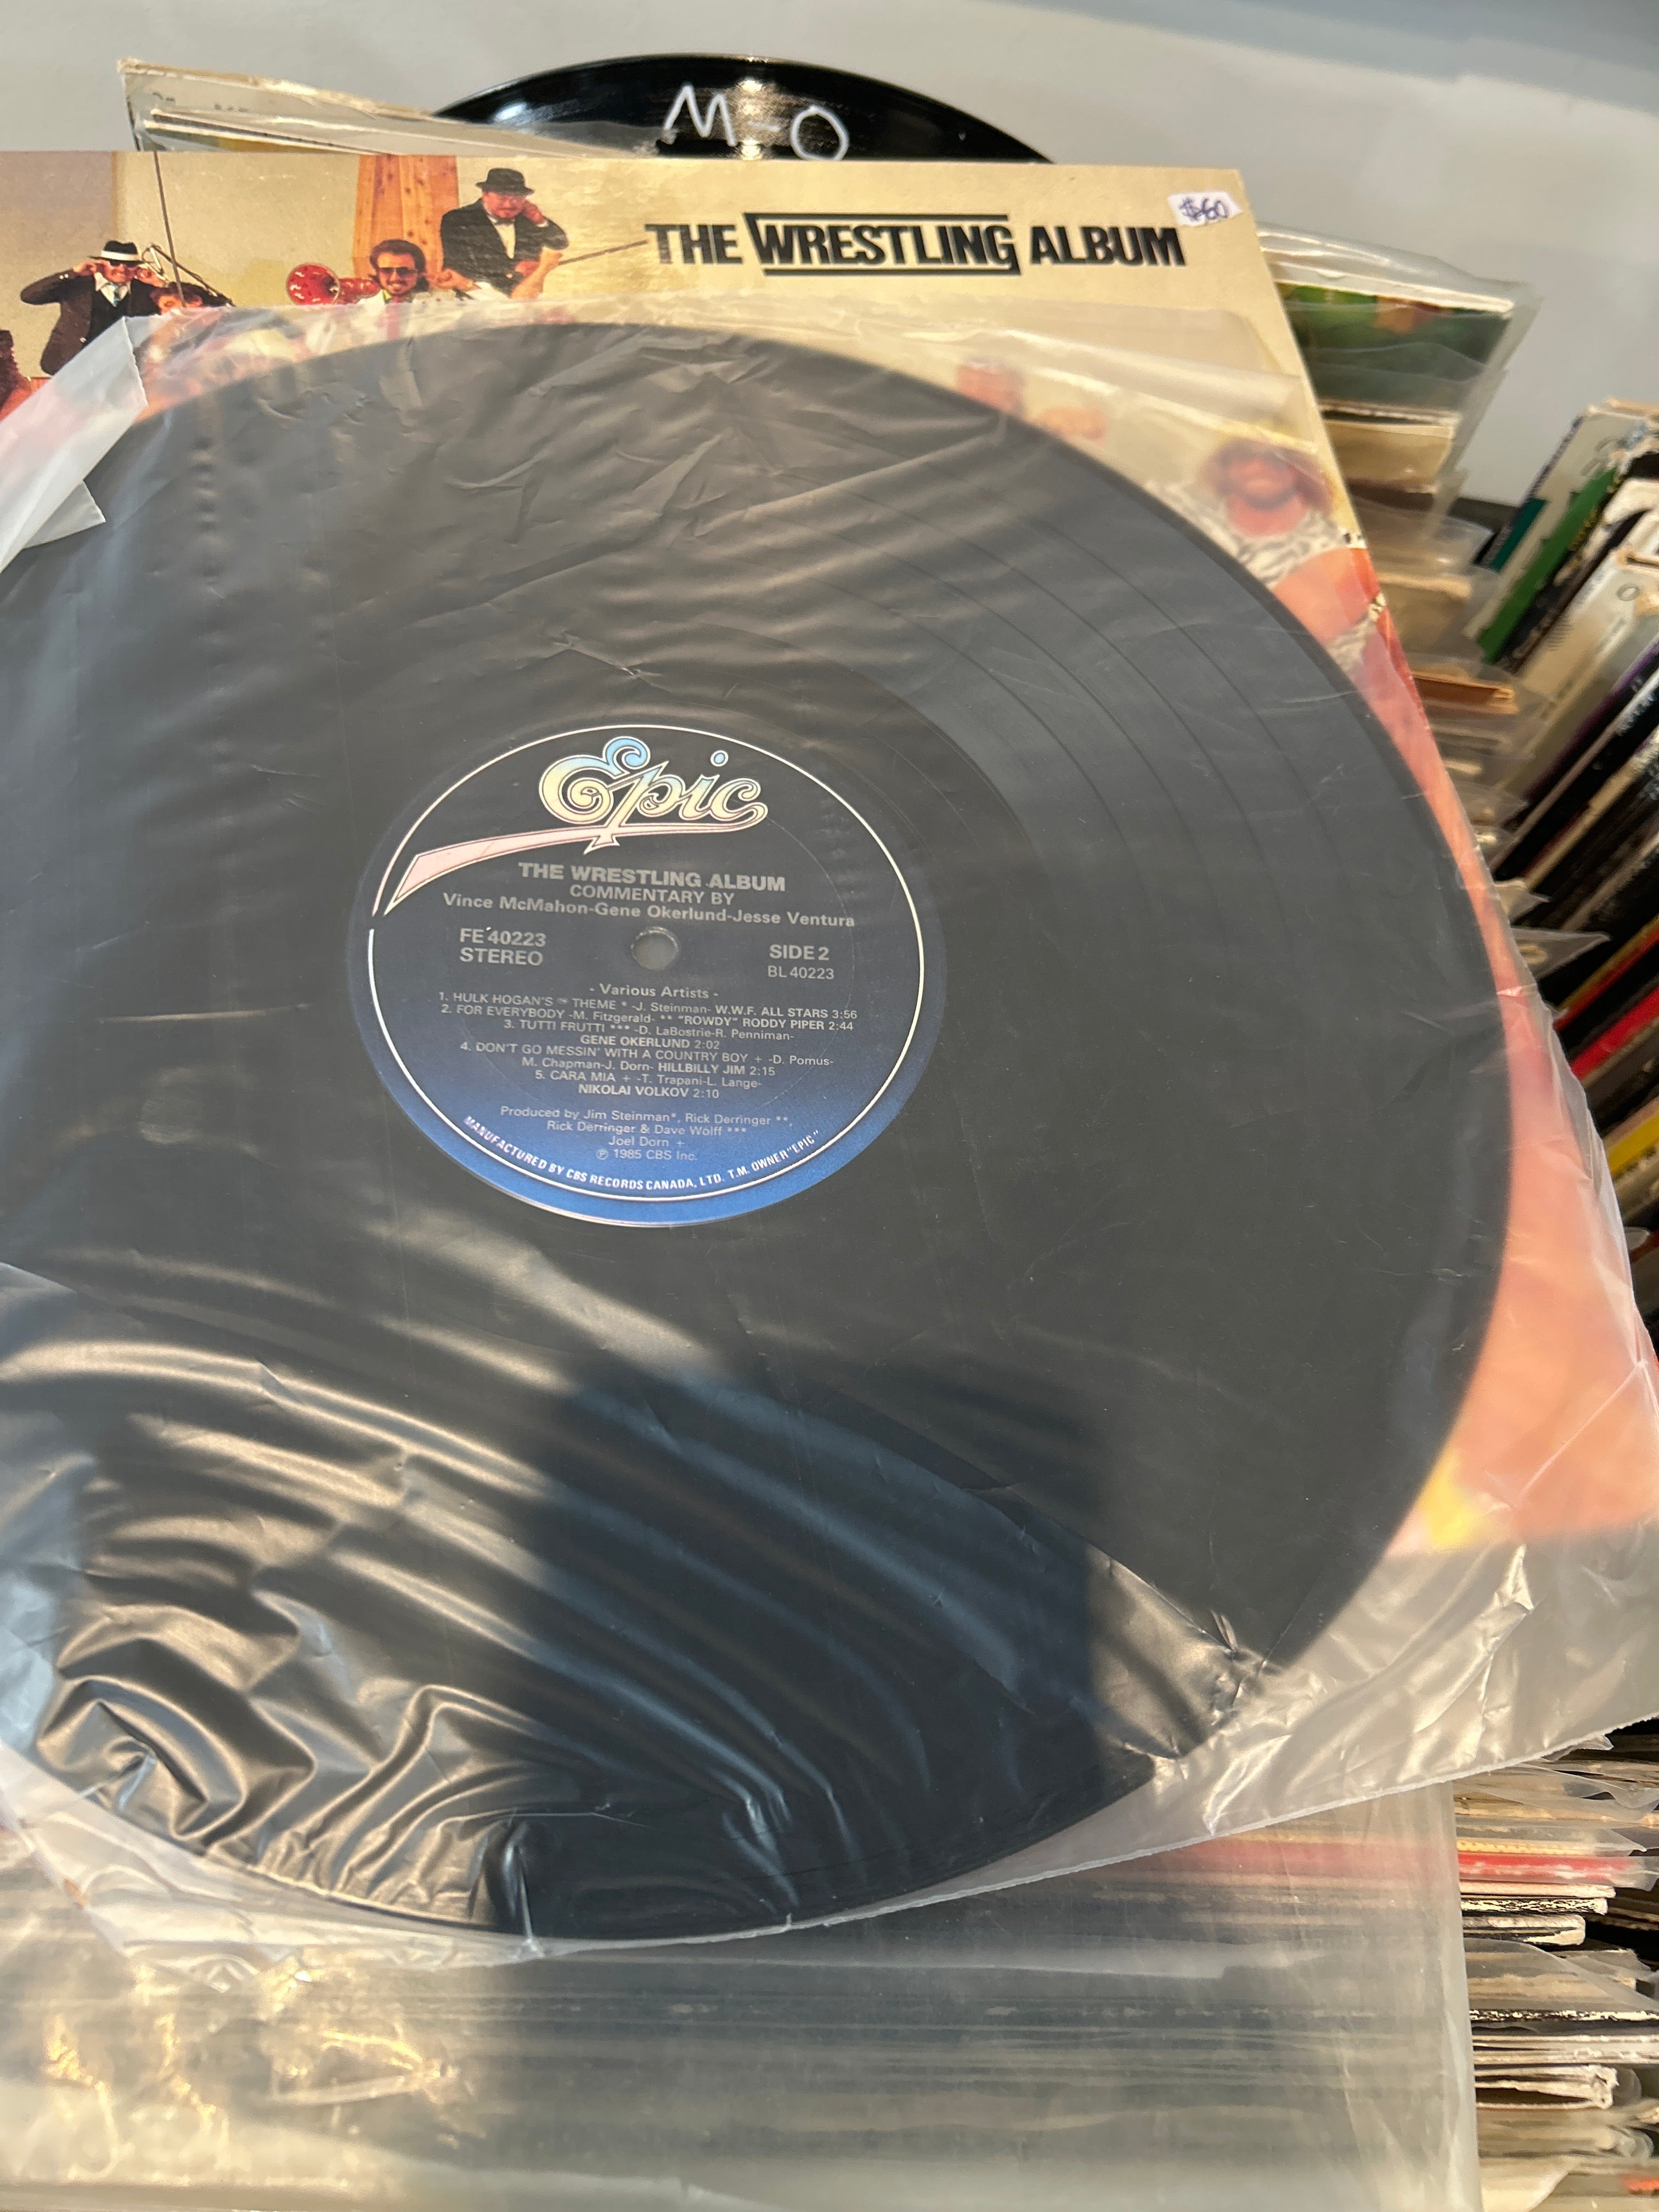 M-O
$60
THE WRESTLING ALBUM
Epic
THE WRESTLING ALBUM
COMMENTARY BY
Vince McMahon-Gene Okerlund-Jesse Ventura
FE 40223
STEREO
SIDE 2
BL 40223
- Various Artists -
1. HULK HOGAN'S ™ THEME * -J. Steinman- W.W.F. ALL STARS 3:56
2. FOR EVERYBODY -M. Fitzgerald- ** "ROWDY" RODDY PIPER 2:44
3. TUTTI FRUTTI *** -D. LaBostrie-R. Penniman-
GENE OKERLUND 2:02
4. DON'T GO MESSIN' WITH A COUNTRY BOY + -D. Pomus-
M. Chapman-J. Dorn- HILLBILLY JIM 2:15
5. CARA MIA + -T. Trapani-L. Lange-
NIKOLAI VOLKOV 2:10
Produced by Jim Steinman*, Rick Derringer **,
Rick Derringer & Dave Wolff ***
Joel Dorn +
℗ 1985 CBS Inc.
MANUFACTURED BY CBS RECORDS CANADA, LTD. T.M. OWNER "EPIC"